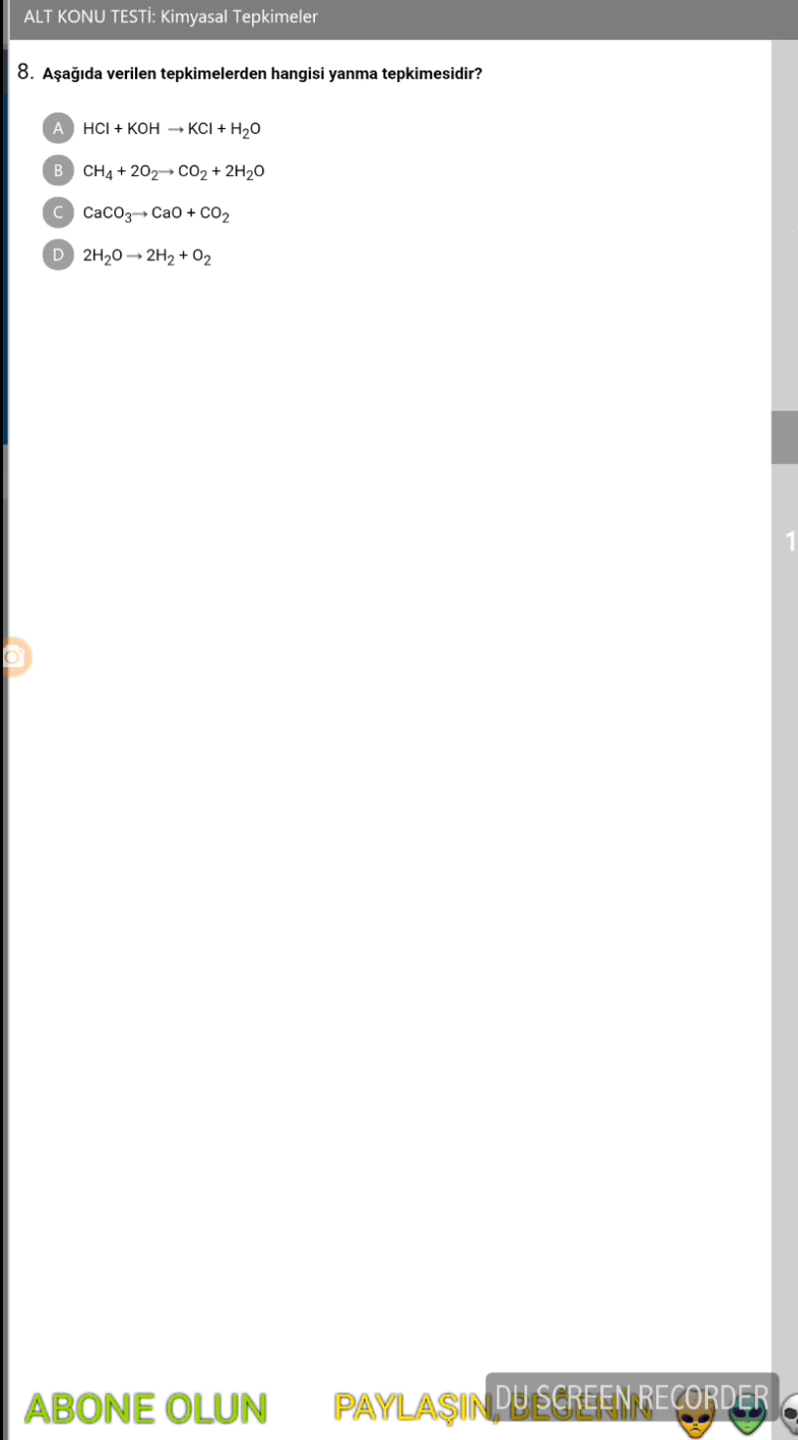 ALT KONU TESTİ: Kimyasal Tepkimeler
8. Aşağıda verilen tepkimelerden hangisi yanma tepkimesidir?
A HCl + KOH → KCl + H₂O
B CH₄ + 2O₂→ CO₂ + 2H₂O
C CaCO₃→ CaO + CO₂
D 2H₂O → 2H₂ + O₂
1
ABONE OLUN PAYLAŞIN, BEĞENİN
DU SCREEN RECORDER